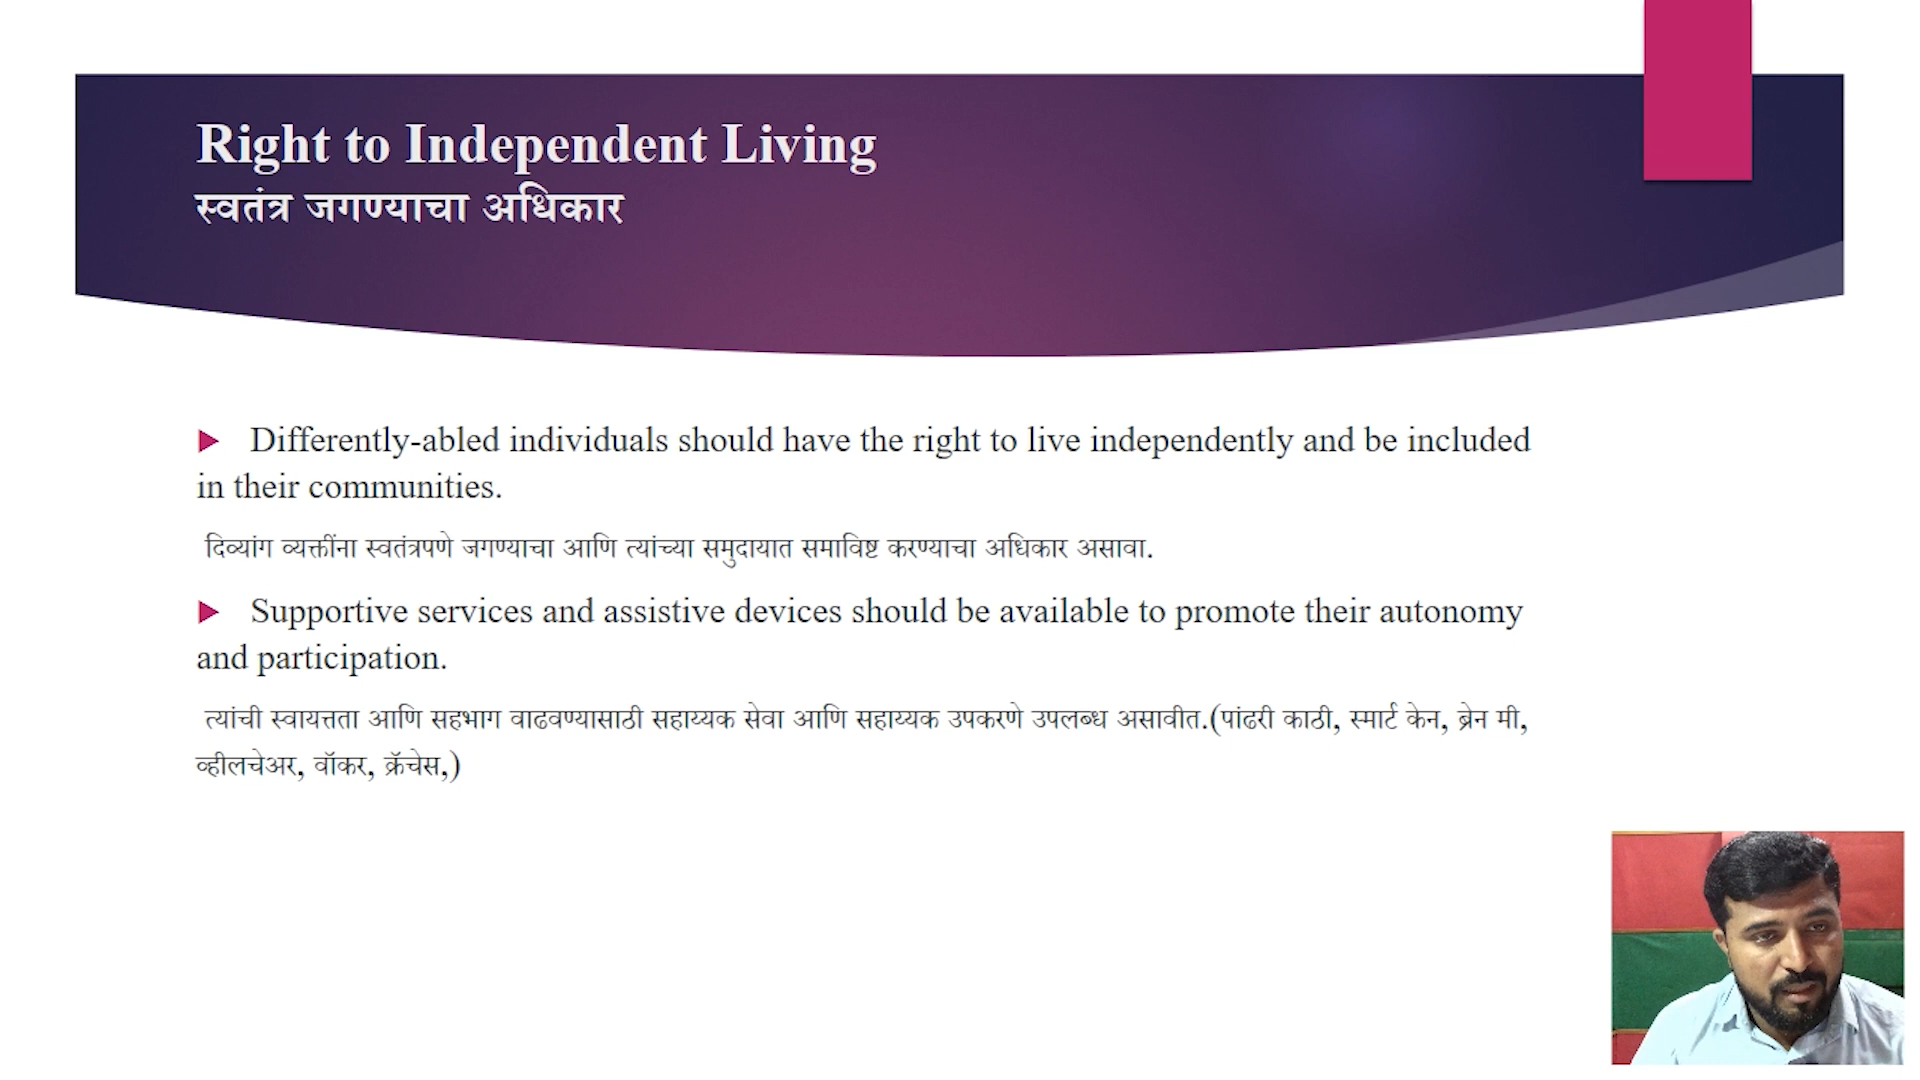 Right to Independent Living
स्वतंत्र जगण्याचा अधिकार
Differently-abled individuals should have the right to live independently and be included
in their communities.
दिव्यांग व्यक्तींना स्वतंत्रपणे जगण्याचा आणि त्यांच्या समुदायात समाविष्ट करण्याचा अधिकार असावा.
Supportive services and assistive devices should be available to promote their autonomy
and participation.
त्यांची स्वायत्तता आणि सहभाग वाढवण्यासाठी सहाय्यक सेवा आणि सहाय्यक उपकरणे उपलब्ध असावीत.(पांढरी काठी, स्मार्ट केन, ब्रेन मी,
व्हीलचेअर, वॉकर, क्रॅचेस,)